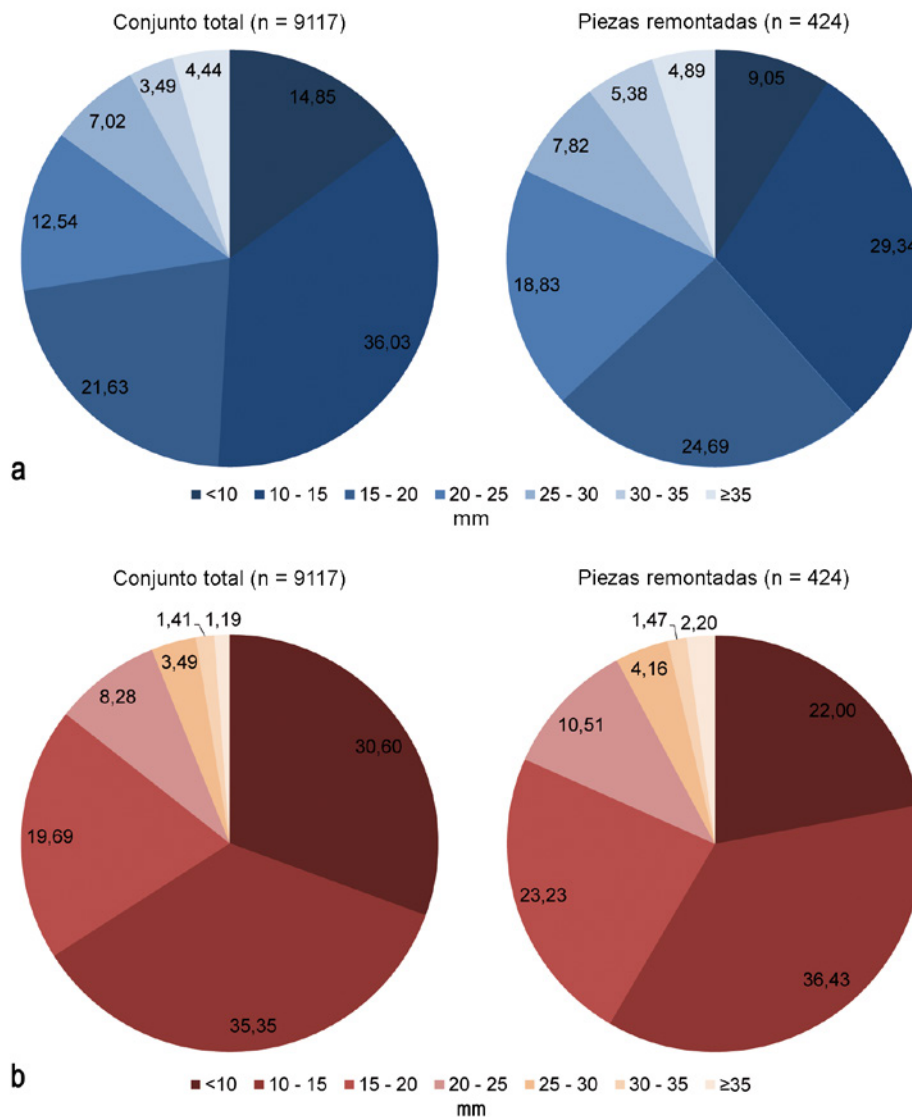 Conjunto total (n = 9117)
Piezas remontadas (n = 424)
4,44
14,85
3,49
7,02
12,54
36,03
21,63
4,89
9,05
5,38
7,82
29,34
18,83
24,69
a
<10 10 - 15 15 - 20 20 - 25 25 - 30 30 - 35 ≥35
mm
Conjunto total (n = 9117)
Piezas remontadas (n = 424)
1,41 1,19
3,49
8,28
30,60
19,69
35,35
1,47 2,20
4,16
22,00
10,51
23,23
36,43
b
<10 10 - 15 15 - 20 20 - 25 25 - 30 30 - 35 ≥35
mm